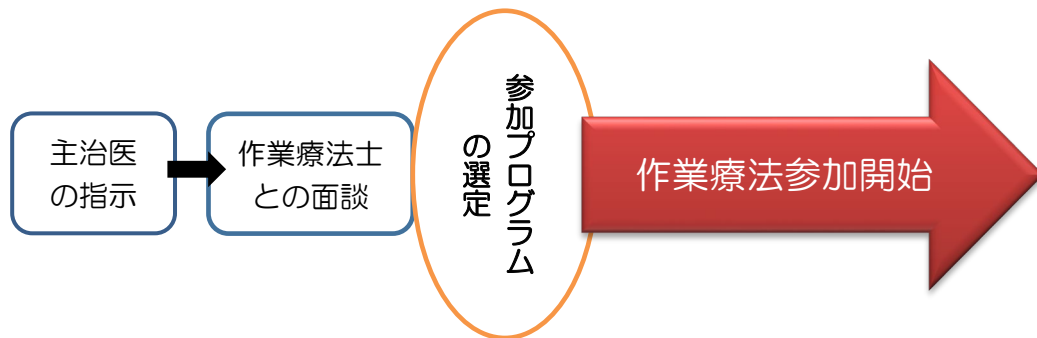 主治医
の指示
作業療法士
との面談
参加プログラム
の選定
作業療法参加開始